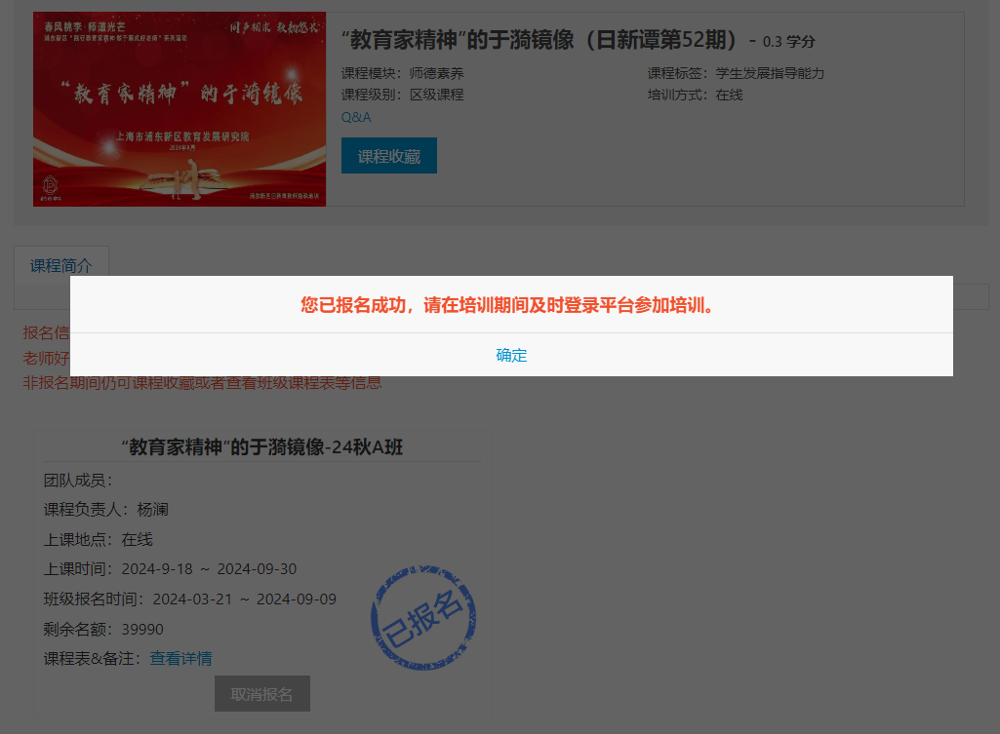 春风桃李·师道光芒
同声相求 秋韵悠长
“教育家精神”的于漪镜像
上海市浦东新区教育发展研究院
2024年9月
“教育家精神”的于漪镜像（日新谭第52期）- 0.3 学分
课程模块：师德素养
课程标签：学生发展指导能力
课程级别：区级课程
培训方式：在线
Q&A
课程收藏
课程简介
您已报名成功，请在培训期间及时登录平台参加培训。
确定
报名信
老师好
非报名期间仍可课程收藏或者查看班级课程表等信息
“教育家精神”的于漪镜像-24秋A班
团队成员：
课程负责人：杨澜
上课地点：在线
上课时间：2024-9-18 ~ 2024-09-30
班级报名时间：2024-03-21 ~ 2024-09-09
剩余名额：39990
已报名
课程表&备注：查看详情
取消报名